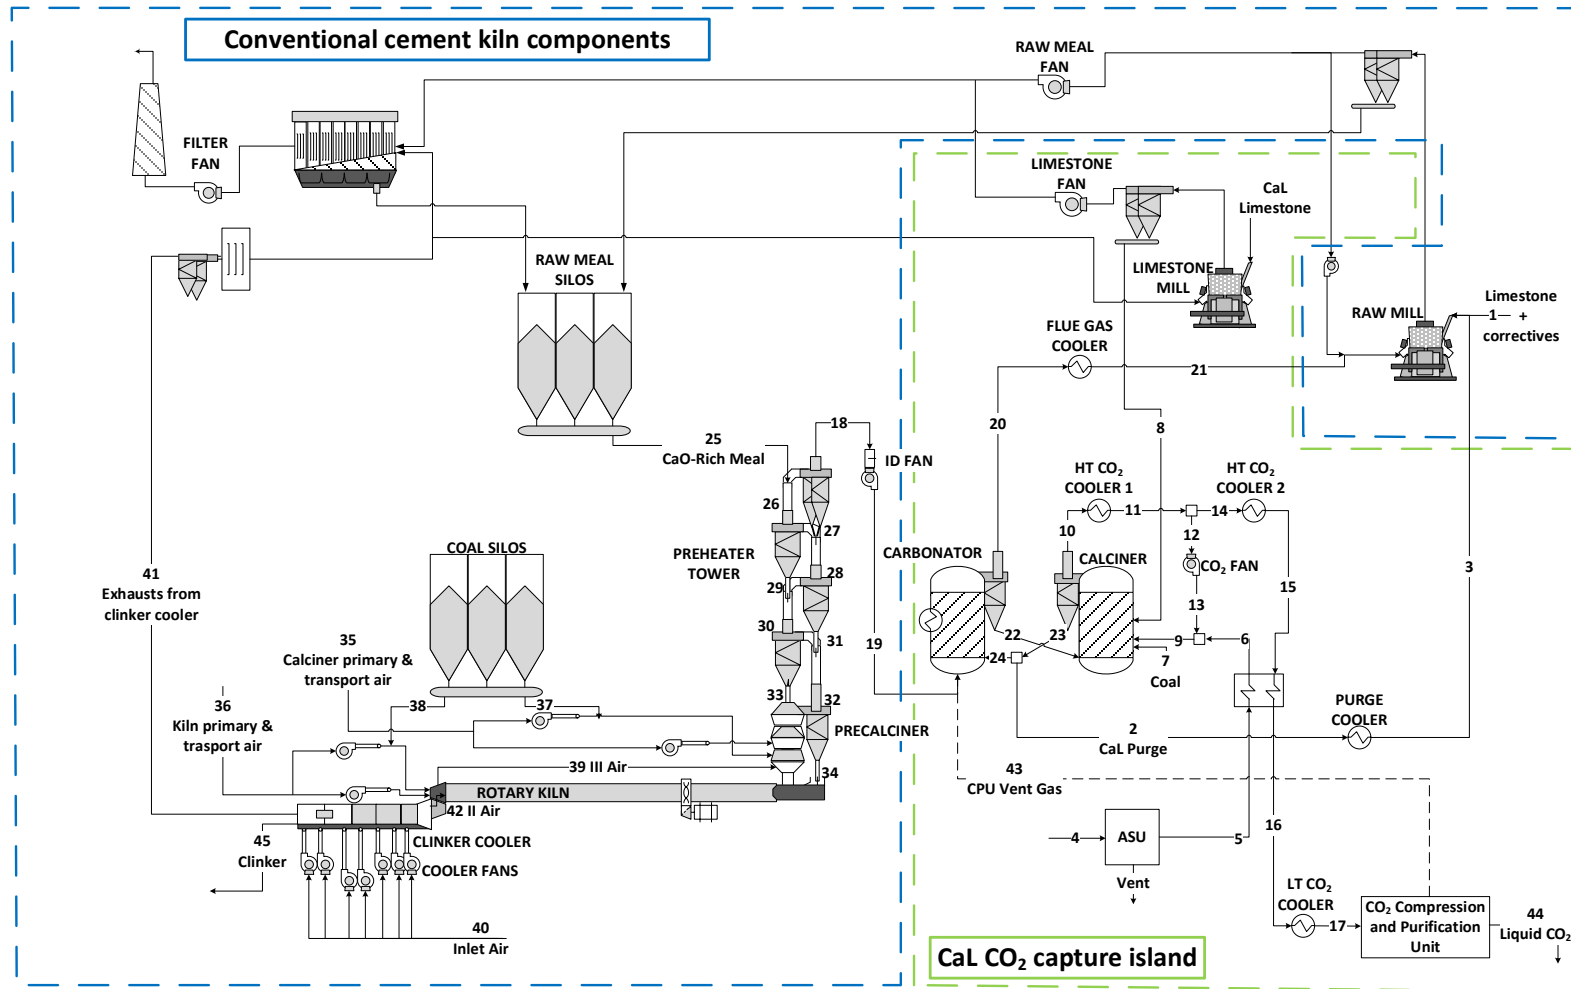 Conventional cement kiln components
RAW MEAL
FAN
FILTER
FAN
LIMESTONE
FAN
CaL
Limestone
RAW MEAL
SILOS
LIMESTONE
MILL
RAW MILL
Limestone
1
+
correctives
FLUE GAS
COOLER
21
20
8
18
25
CaO-Rich Meal
ID FAN
26
27
HT CO2
COOLER 1
HT CO2
COOLER 2
11
14
10
12
CARBONATOR
CALCINER
CO2 FAN
3
COAL SILOS
PREHEATER
TOWER
28
29
15
13
41
Exhausts from
clinker cooler
30
31
19
22
23
9
6
24
7
Coal
35
Calciner primary &
transport air
33
32
36
Kiln primary &
trasport air
38
37
PRECALCINER
PURGE
COOLER
2
CaL Purge
39 III Air
34
43
CPU Vent Gas
ROTARY KILN
42 II Air
45
Clinker
CLINKER COOLER
COOLER FANS
4
ASU
5
16
Vent
LT CO2
COOLER
17
CO2 Compression
and Purification
Unit
44
Liquid CO2
40
Inlet Air
CaL CO2 capture island